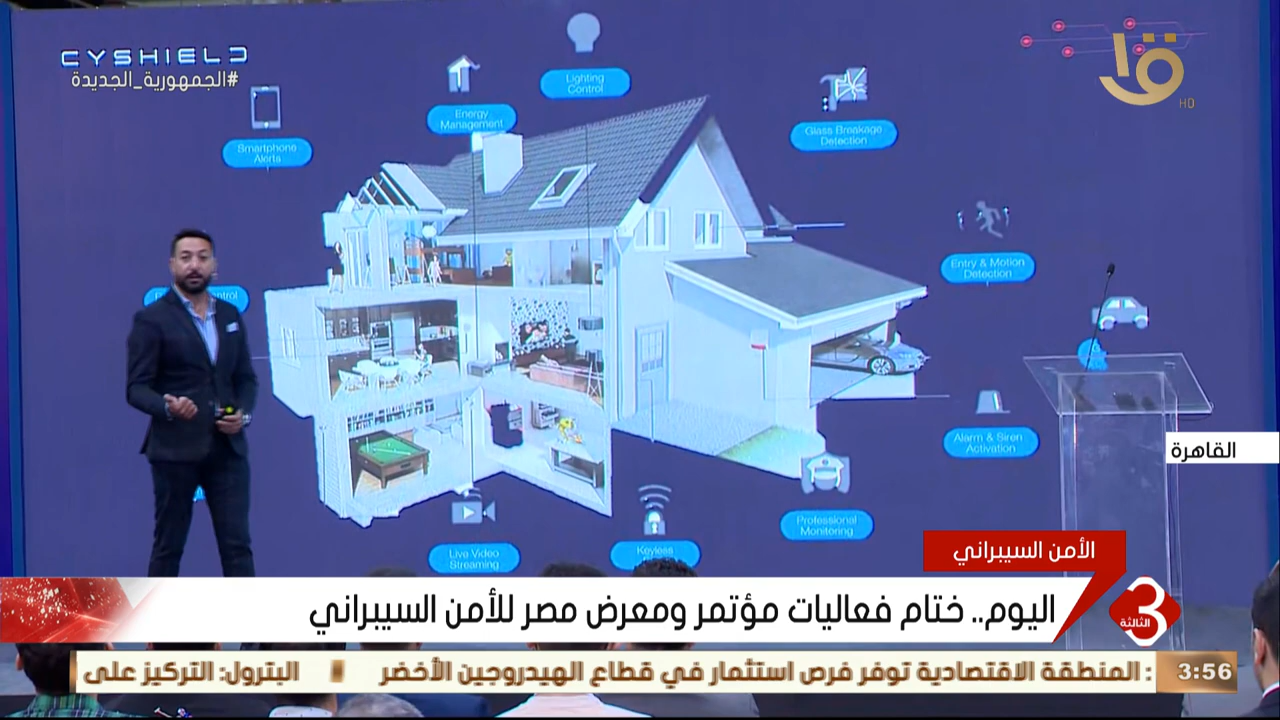 CYSHIELD
#الجمهورية_الجديدة
HD
Lighting
Control
Energy
Management
Smartphone
Alerts
Glass Breakage
Detection
Entry & Motion
Detection
Alarm & Siren
Activation
Professional
Monitoring
Keyless
Live Video
Streaming
القاهرة
الأمن السيبراني
3
الثالثة
اليوم.. ختام فعاليات مؤتمر ومعرض مصر للأمن السيبراني
3:56
: المنطقة الاقتصادية توفر فرص استثمار في قطاع الهيدروجين الأخضر
البترول: التركيز على